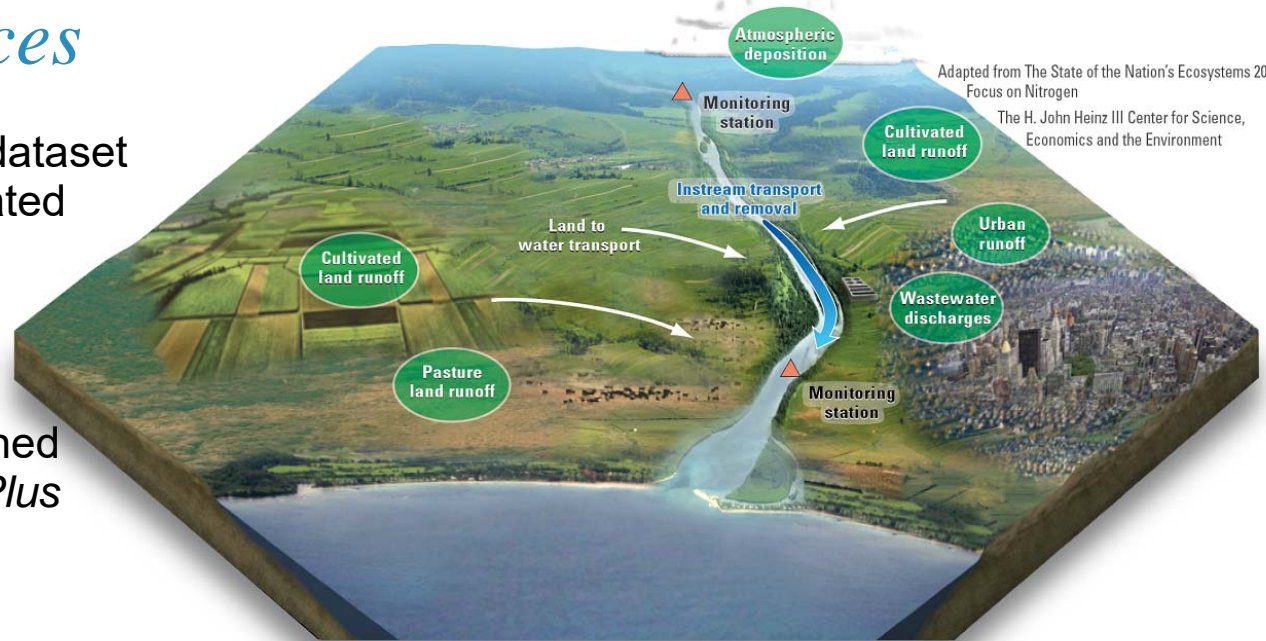 ces
dataset
ated
ned
Plus
Atmospheric
deposition
Adapted from The State of the Nation's Ecosystems 20
Focus on Nitrogen
The H. John Heinz III Center for Science,
Economics and the Environment
Monitoring
station
Cultivated
land runoff
Instream transport
and removal
Land to
water transport
Urban
runoff
Cultivated
land runoff
Wastewater
discharges
Pasture
land runoff
Monitoring
station